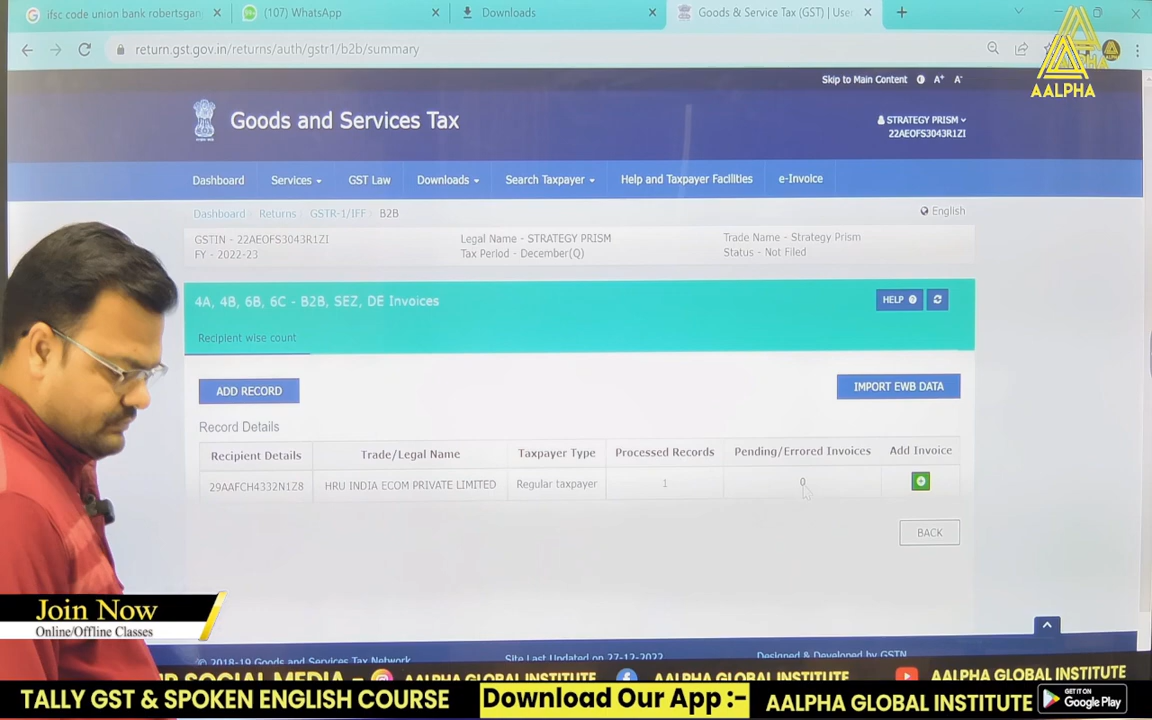 ifsc code union bank robertsgan
(107) WhatsApp
Downloads
Goods & Service Tax (GST) | User
return.gst.gov.in/returns/auth/gstr1/b2b/summary
AALPHA
AALPHA
Skip to Main Content A+ A-
Goods and Services Tax
STRATEGY PRISM
22AEOFS3043R1ZI
Dashboard Services GST Law Downloads Search Taxpayer Help and Taxpayer Facilities e-Invoice
Dashboard Returns GSTR-1/IFF B2B
English
GSTIN - 22AEOFS3043R1ZI
Legal Name - STRATEGY PRISM
Trade Name - Strategy Prism
FY - 2022-23
Tax Period - December(Q)
Status - Not Filed
4A, 4B, 6B, 6C - B2B, SEZ, DE Invoices
HELP
Recipient wise count
ADD RECORD
IMPORT EWB DATA
Record Details
Recipient Details Trade/Legal Name Taxpayer Type Processed Records Pending/Errored Invoices Add Invoice
29AAFCH4332N1Z8 HRU INDIA ECOM PRIVATE LIMITED Regular taxpayer 1 0
BACK
Join Now
Online/Offline Classes
© 2018-19 Goods and Services Tax Network
Site Last Updated on 27-12-2022
Designed & Developed by GSTN
SOCIAL MEDIA -
AALPHA GLOBAL INSTITUTE
AALPHA GLOBAL INSTITUTE
AALPHA GLOBAL INSTITUTE
TALLY GST & SPOKEN ENGLISH COURSE
Download Our App :-
AALPHA GLOBAL INSTITUTE
GET IT ON
Google Play